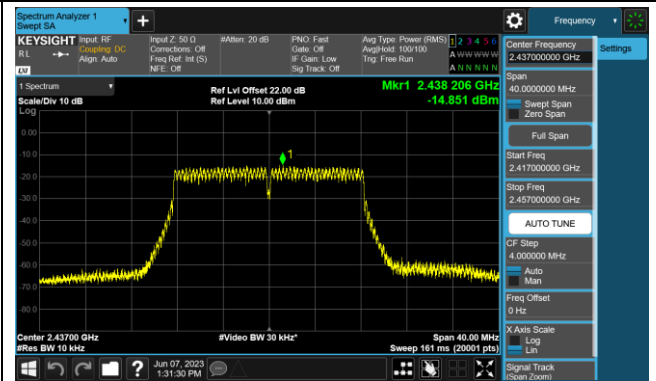 Spectrum Analyzer 1
Swept SA
+
Frequency
KEYSIGHT
RL
LXI
Input: RF
Coupling: DC
Align: Auto
Input Z: 50 Ω
Corrections: Off
Freq Ref: Int (S)
NFE: Off
#Atten: 20 dB
PNO: Fast
Gate: Off
IF Gain: Low
Sig Track: Off
Avg Type: Power (RMS)
Avg|Hold: 100/100
Trig: Free Run
1 2 3 4 5 6
A W W W W W
A N N N N N
1 Spectrum
Scale/Div 10 dB
Ref Lvl Offset 22.00 dB
Ref Level 10.00 dBm
Mkr1 2.438 206 GHz
-14.851 dBm
Log
0.00
-10.0
-20.0
-30.0
-40.0
-50.0
-60.0
-70.0
-80.0
1
Center 2.43700 GHz
#Res BW 10 kHz
#Video BW 30 kHz*
Span 40.00 MHz
Sweep 161 ms (20001 pts)
Jun 07, 2023
1:31:30 PM
?
Center Frequency
2.437000000 GHz
Settings
Span
40.0000000 MHz
Swept Span
Zero Span
Full Span
Start Freq
2.417000000 GHz
Stop Freq
2.457000000 GHz
AUTO TUNE
CF Step
4.000000 MHz
Auto
Man
Freq Offset
0 Hz
X Axis Scale
Log
Lin
Signal Track
(Span Zoom)